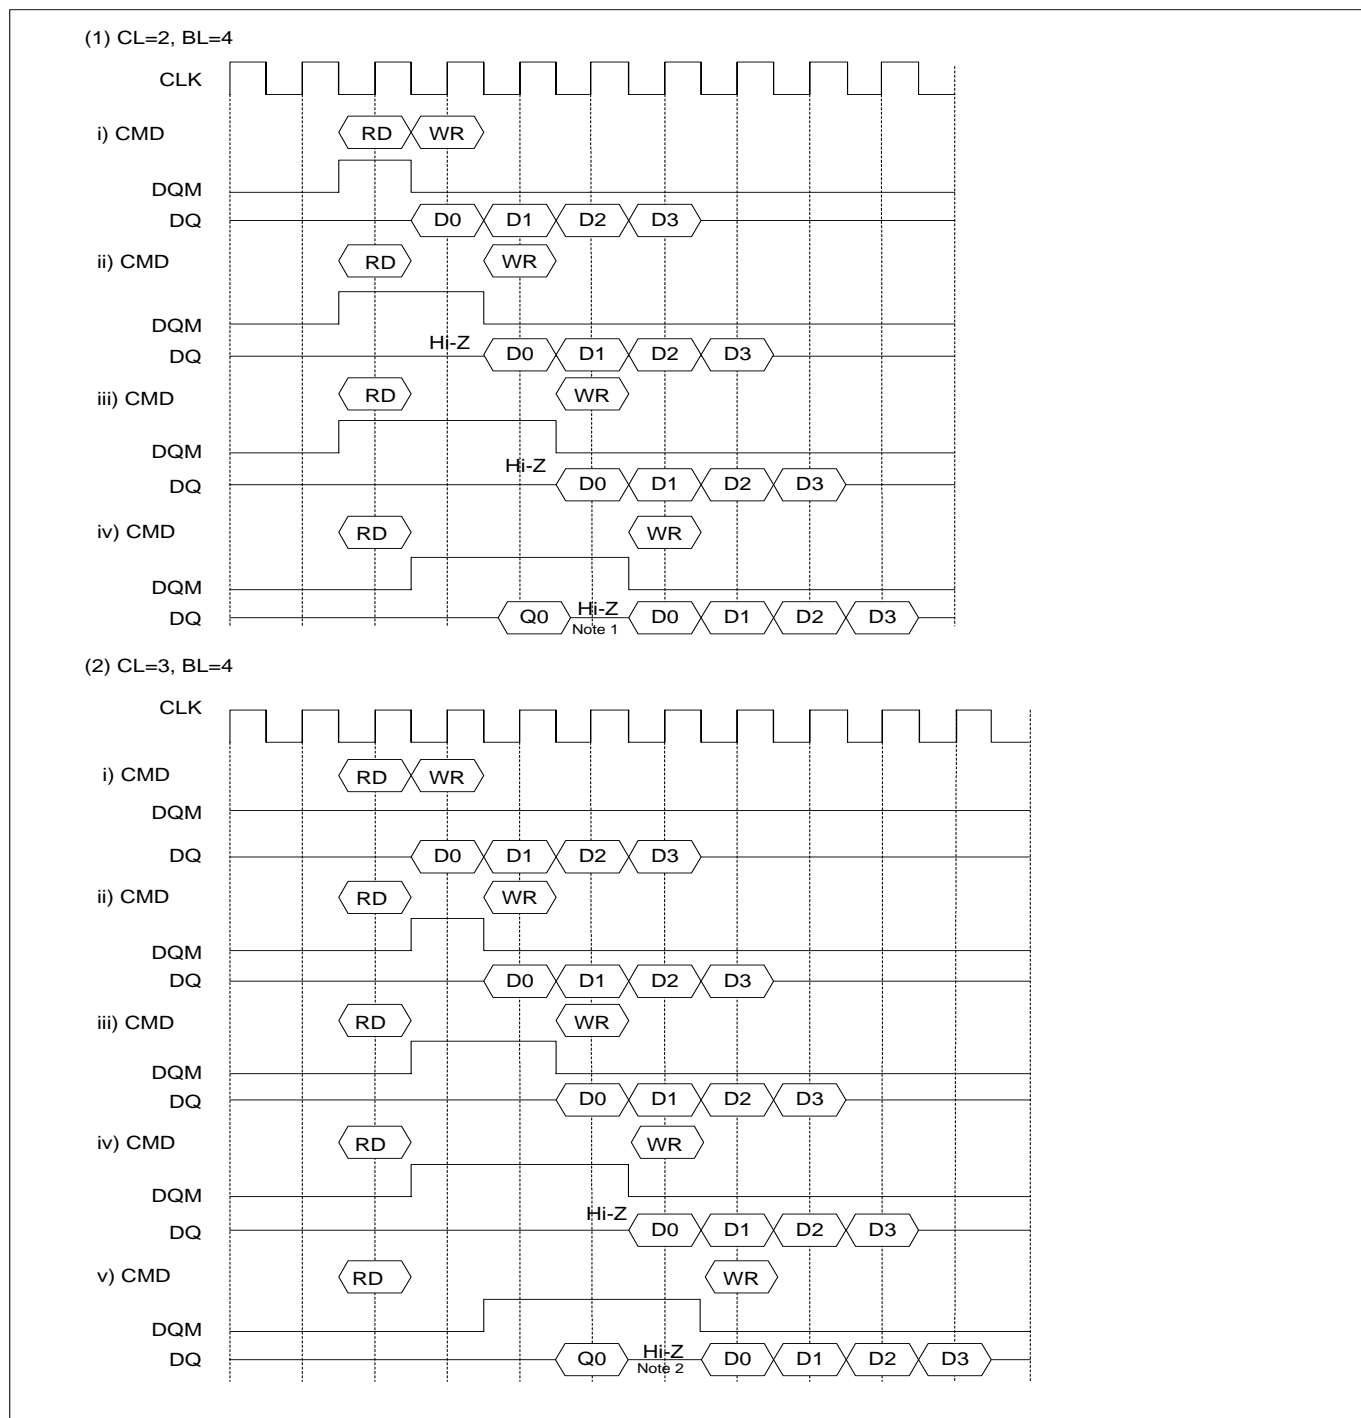 (1) CL=2, BL=4
CLK
i) CMD RD WR
DQM
DQ D0 D1 D2 D3
ii) CMD RD WR
DQM
Hi-Z
DQ D0 D1 D2 D3
iii) CMD RD WR
DQM
Hi-Z
DQ D0 D1 D2 D3
iv) CMD RD WR
DQM
DQ Q0 Hi-Z D0 D1 D2 D3
Note 1
(2) CL=3, BL=4
CLK
i) CMD RD WR
DQM
DQ D0 D1 D2 D3
ii) CMD RD WR
DQM
DQ D0 D1 D2 D3
iii) CMD RD WR
DQM
DQ D0 D1 D2 D3
iv) CMD RD WR
DQM
Hi-Z
DQ D0 D1 D2 D3
v) CMD RD WR
DQM
DQ Q0 Hi-Z D0 D1 D2 D3
Note 2